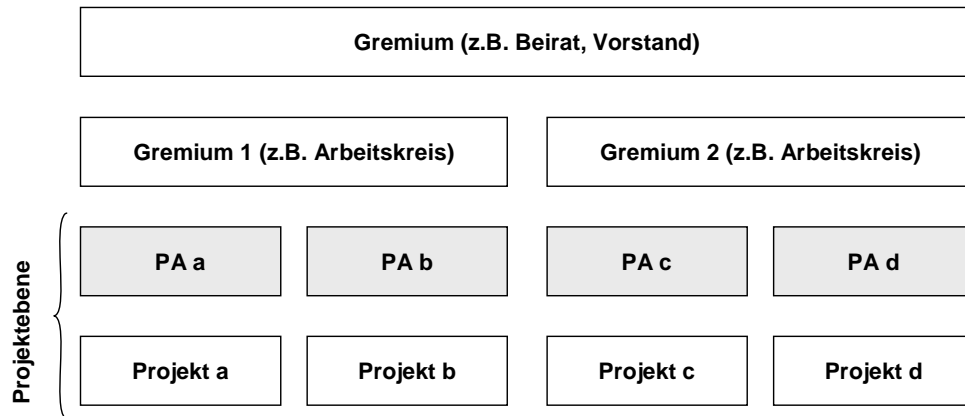 Gremium (z.B. Beirat, Vorstand)
Gremium 1 (z.B. Arbeitskreis)
Gremium 2 (z.B. Arbeitskreis)
Projektebene
PA a
PA b
PA c
PA d
Projekt a
Projekt b
Projekt c
Projekt d